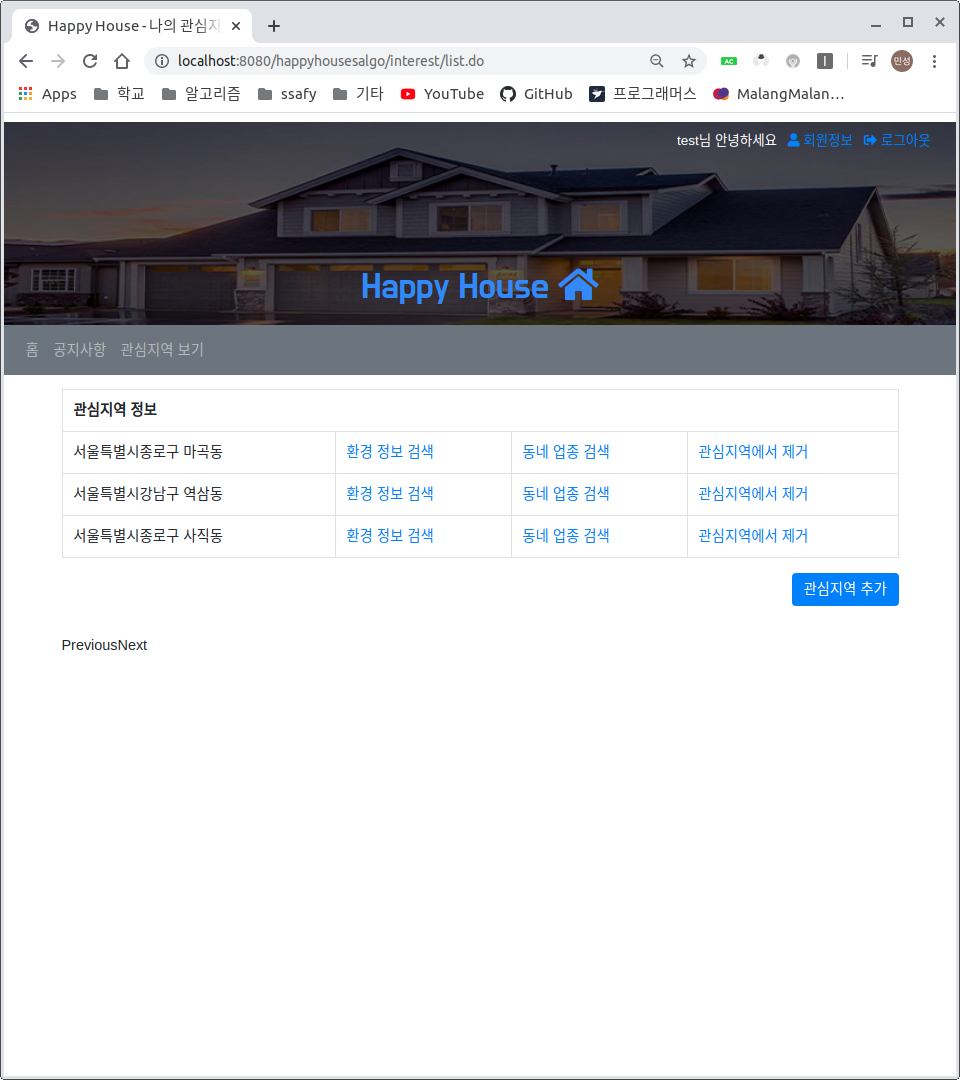 Happy House - 나의 관심지
localhost:8080/happyhousesalgo/interest/list.do
AC
민성
Apps 학교 알고리즘 ssafy 기타 YouTube GitHub 프로그래머스 MalangMalan…
test님 안녕하세요 회원정보 로그아웃
Happy House
홈 공지사항 관심지역 보기
관심지역 정보
서울특별시종로구 마곡동 환경 정보 검색 동네 업종 검색 관심지역에서 제거
서울특별시강남구 역삼동 환경 정보 검색 동네 업종 검색 관심지역에서 제거
서울특별시종로구 사직동 환경 정보 검색 동네 업종 검색 관심지역에서 제거
관심지역 추가
PreviousNext